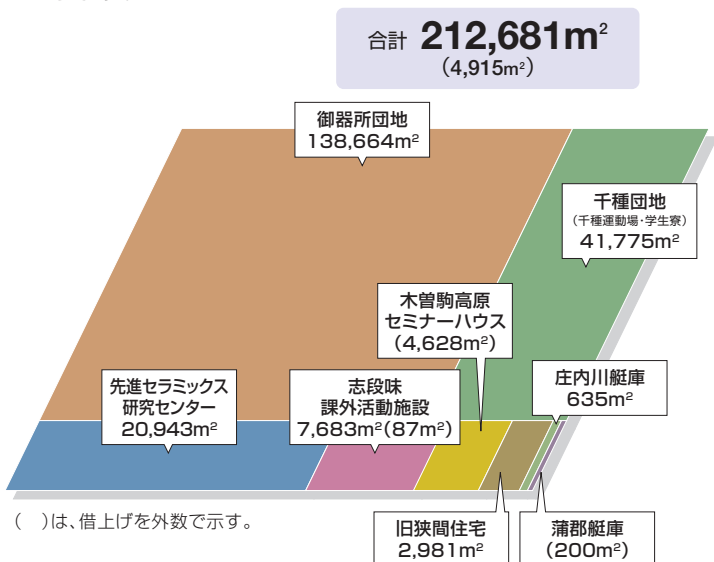 合計 212,681m²
(4,915m²)
御器所団地
138,664m²
千種団地
(千種運動場・学生寮)
41,775m²
木曽駒高原
セミナーハウス
(4,628m²)
先進セラミックス
研究センター
20,943m²
志段味
課外活動施設
7,683m²(87m²)
庄内川艇庫
635m²
( )は、借上げを外数で示す。
旧狭間住宅
2,981m²
蒲郡艇庫
(200m²)